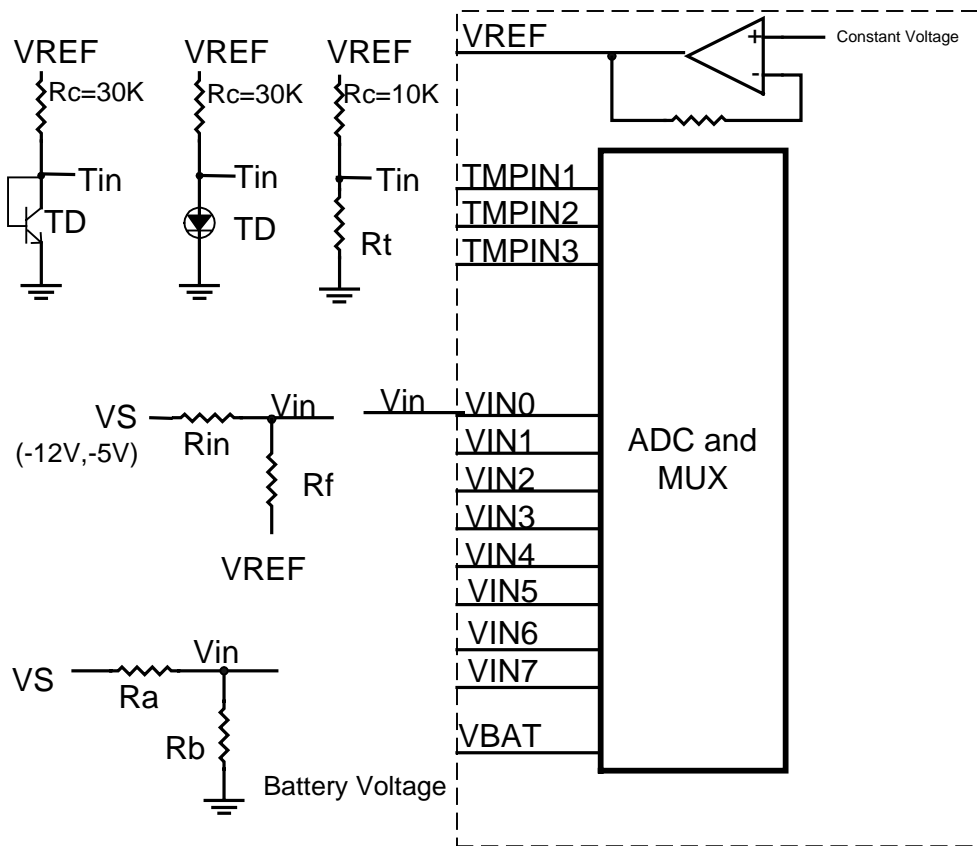 VREF
Constant Voltage
+
-
VREF VREF VREF
Rc=30K Rc=30K Rc=10K
Tin Tin Tin
TD TD Rt
TMPIN1
TMPIN2
TMPIN3
VS
(-12V,-5V)
Rin
Vin
Rf
VREF
Vin
VIN0
VIN1
VIN2
VIN3
VIN4
VIN5
VIN6
VIN7
VBAT
ADC and
MUX
VS
Ra
Vin
Rb
Battery Voltage